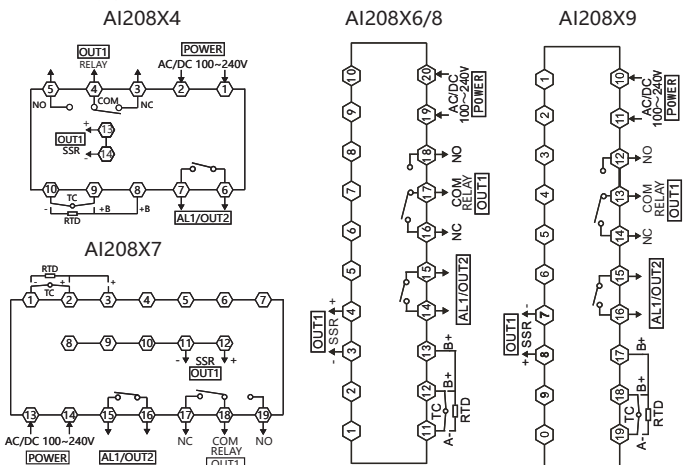 AI208X4
OUT1
RELAY
POWER
AC/DC 100~240V
5 4 3 2 1
NO COM NC
+ 13
OUT1
SSR
- 14
10 9 8 7 6
TC
- +B +B
RTD
AL1/OUT2
AI208X7
RTD
- + +
TC
1 2 3 4 5 6 7
8 9 10 11 12
- SSR +
OUT1
13 14 15 16 17 18 19
AC/DC 100~240V
NC COM NO
RELAY
POWER AL1/OUT2 OUT1
AI208X6/8
10 20
AC/DC
100~240V
POWER
9 19
8 18 NO
7 17 COM
RELAY
OUT1
6 16 NC
5 15
AL1/OUT2
4 14
+
OUT1
SSR
-
3 13 B+
2 12 B+
TC
RTD
1 11 A-
AI208X9
1 10
AC/DC
100~240V
POWER
2 11
3 12 NO
4 13 COM
RELAY
OUT1
5 14 NC
6 15
AL1/OUT2
7 16
-
OUT1
SSR
+
8 17 B+
9 18 B+
TC
RTD
0 19 A-